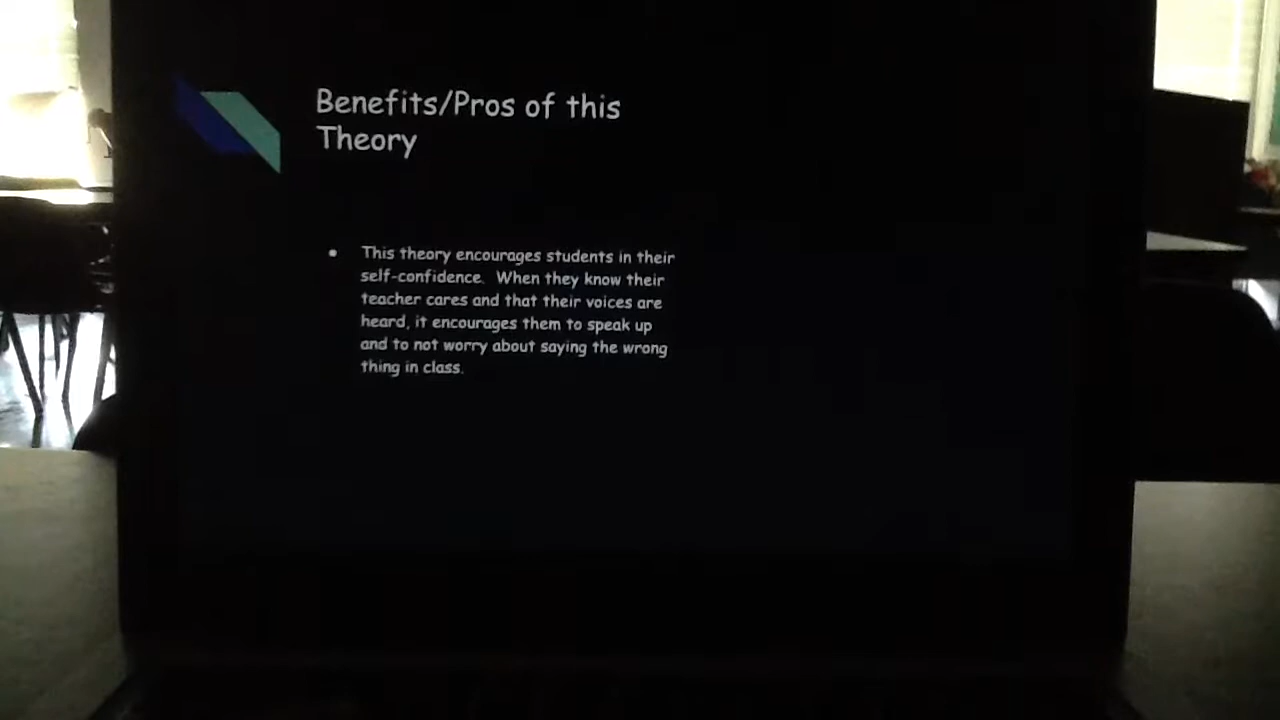 Benefits/Pros of this
Theory
• This theory encourages students in their
self-confidence. When they know their
teacher cares and that their voices are
heard, it encourages them to speak up
and to not worry about saying the wrong
thing in class.